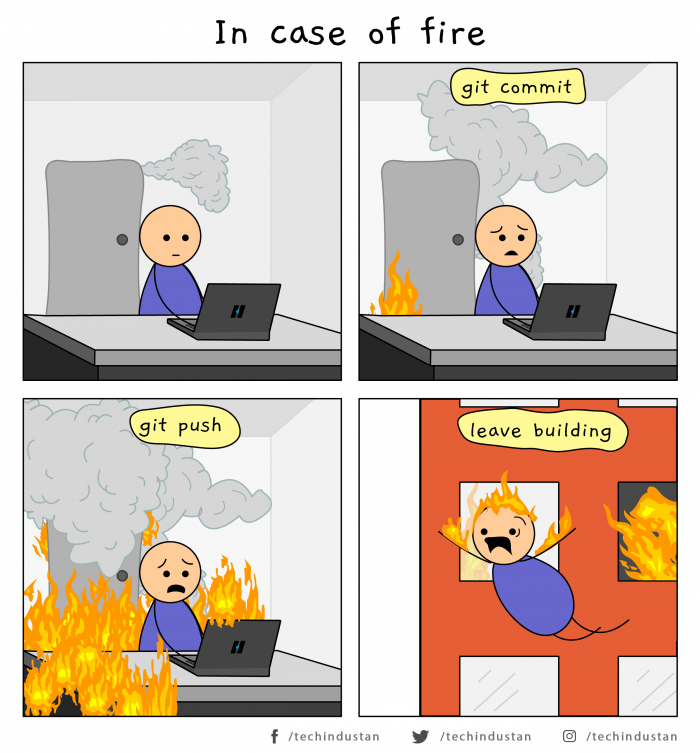 In case of fire
git commit
git push
leave building
/techindustan /techindustan /techindustan